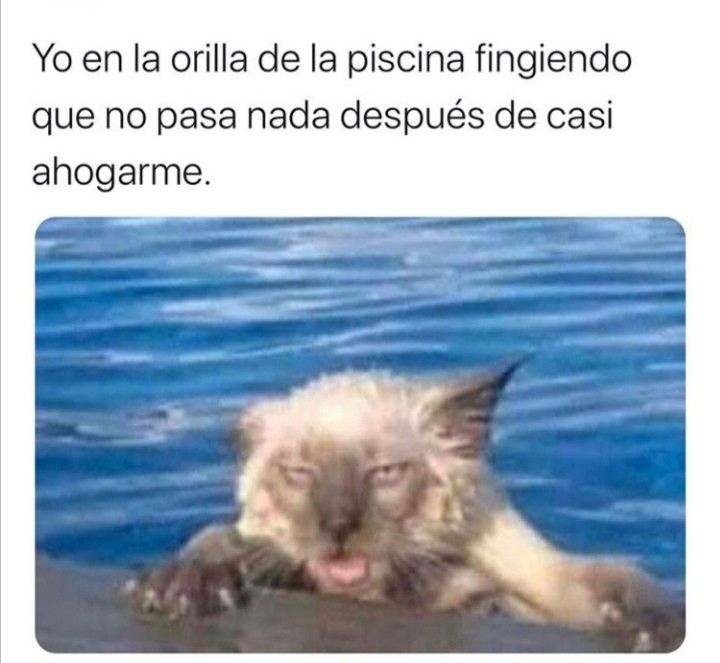 Yo en la orilla de la piscina fingiendo
que no pasa nada después de casi
ahogarme.